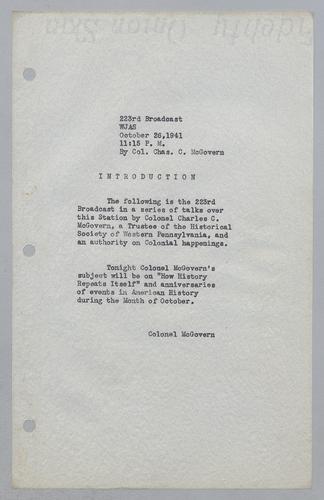 223rd Broadcast
WJAS
October 26,1941
11:15 P. M.
By Col. Chas. C. McGovern
INTRODUCTION
The following is the 223rd
Broadcast in a series of talks over
this Station by Colonel Charles C.
McGovern, a Trustee of the Historical
Society of Western Pennsylvania, and
an authority on Colonial happenings.
Tonight Colonel McGovern's
subject will be on "How History
Repeats Itself" and anniversaries
of events in American History
during the Month of October.
Colonel McGovern